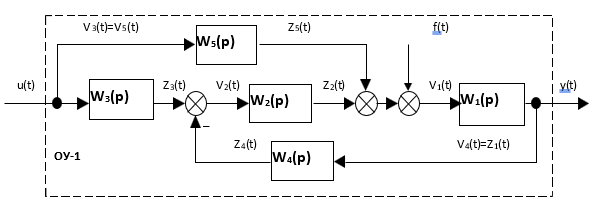 V3(t)=V5(t)
Z5(t)
f(t)
W5(p)
u(t)
Z3(t)
V2(t)
Z2(t)
V1(t)
y(t)
W3(p)
W2(p)
W1(p)
–
Z4(t)
V4(t)=Z1(t)
ОУ-1
W4(p)